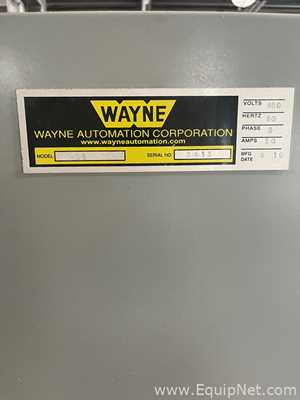 WAYNE
WAYNE AUTOMATION CORPORATION
www.wayneautomation.com
MODEL
SERIAL NO
VOLTS
HERTZ 60
PHASE 3
AMPS
MFG DATE
www.EquipNet.com